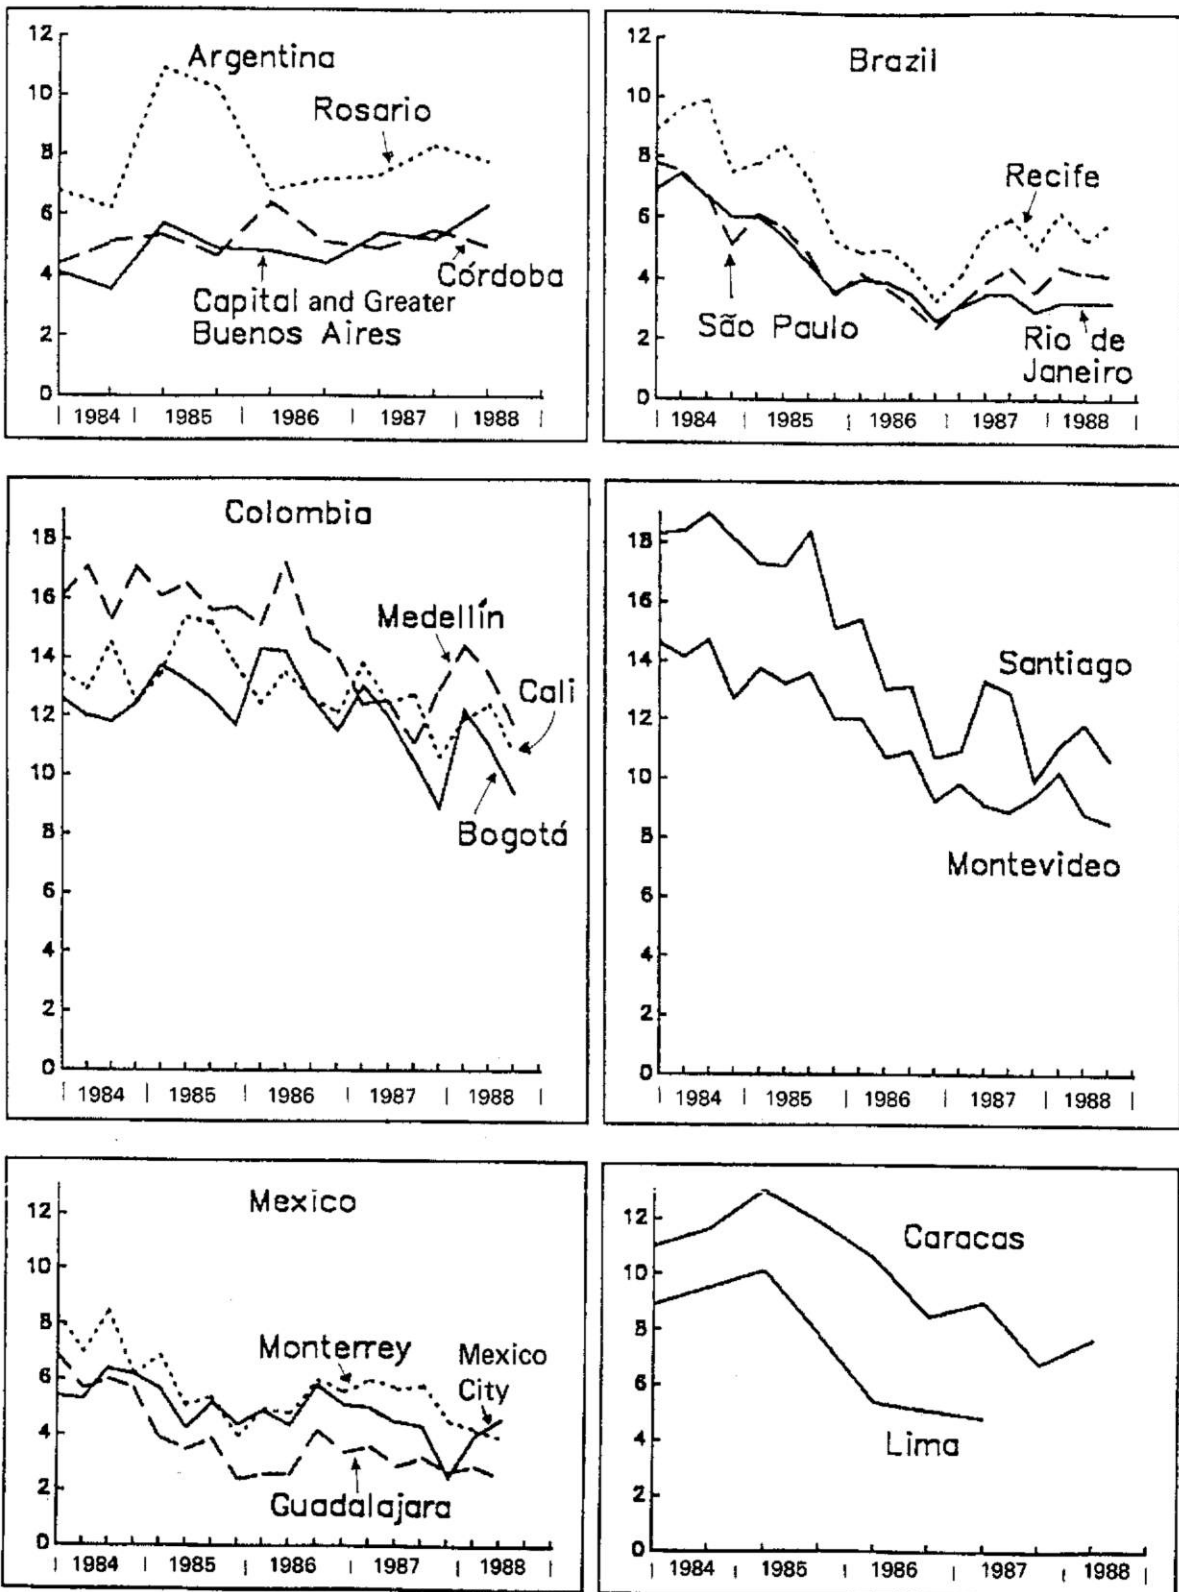 12
10
8
6
4
2
0
Argentina
Rosario
Córdoba
Capital and Greater
Buenos Aires
1984 1985 1986 1987 1988
12
10
8
6
4
2
0
Brazil
Recife
São Paulo
Rio de
Janeiro
1984 1985 1986 1987 1988
18
16
14
12
10
8
6
4
2
0
Colombia
Medellín
Cali
Bogotá
1984 1985 1986 1987 1988
18
16
14
12
10
8
6
4
2
0
Santiago
Montevideo
1984 1985 1986 1987 1988
12
10
8
6
4
2
0
Mexico
Monterrey
Mexico
City
Guadalajara
1984 1985 1986 1987 1988
12
10
8
6
4
2
0
Caracas
Lima
1984 1985 1986 1987 1988